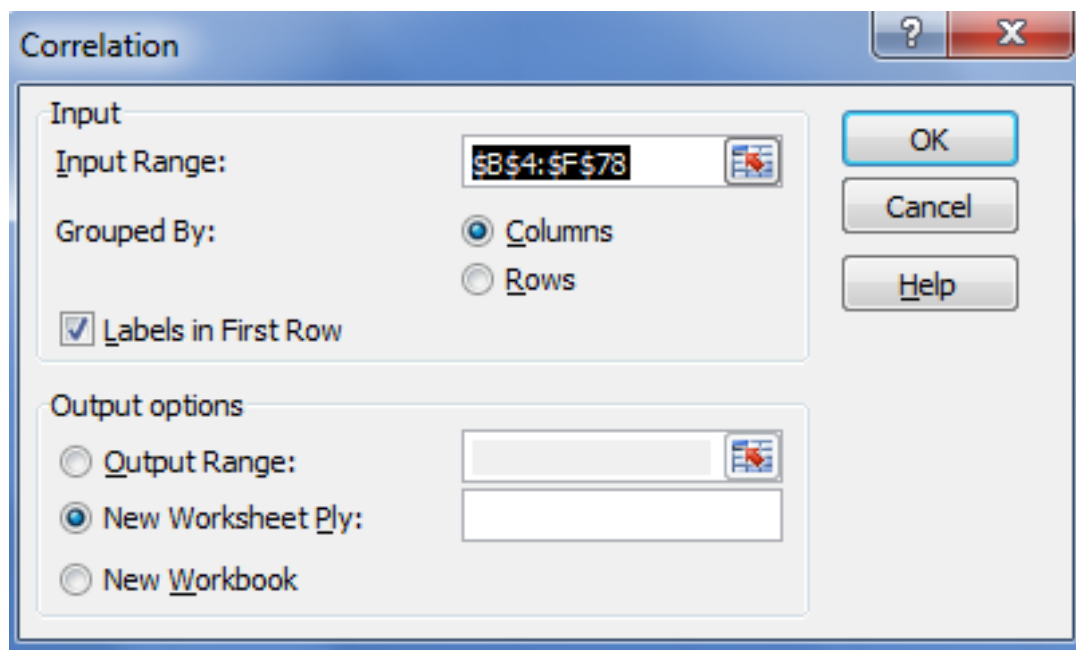 Correlation
?
X
Input
Input Range:
$B$4:$F$78
OK
Cancel
Help
Grouped By:
Columns
Rows
Labels in First Row
Output options
Output Range:
New Worksheet Ply:
New Workbook